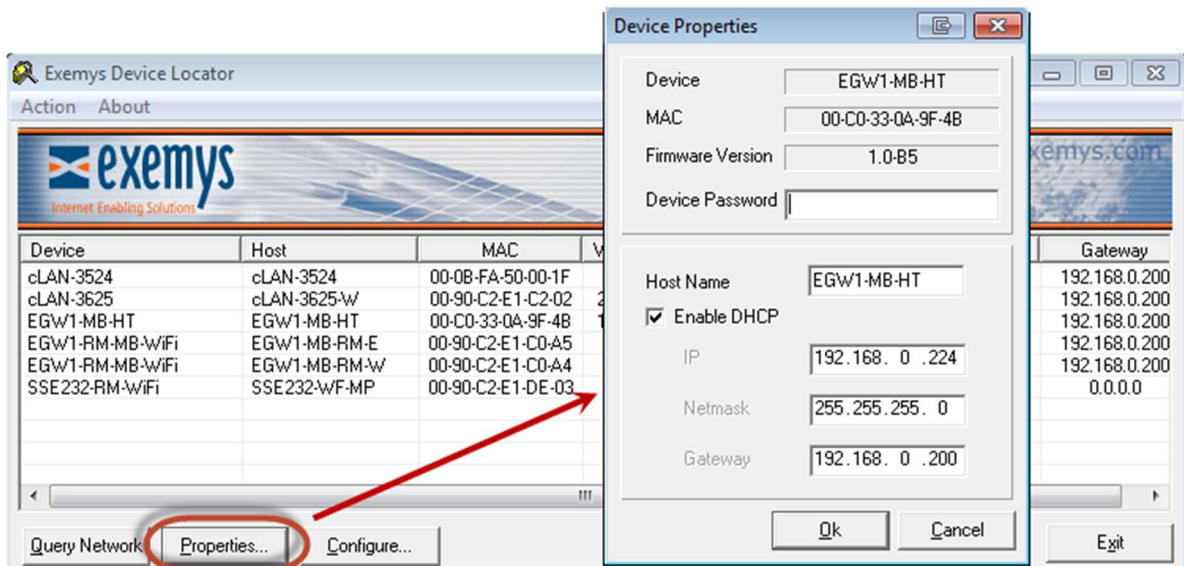 Exemys Device Locator
Action About
exemys
Internet Enabling Solutions
xemys.com
Device Host MAC V Gateway
cLAN-3524 cLAN-3524 00-0B-FA-50-00-1F 192.168.0.200
cLAN-3625 cLAN-3625-W 00-90-C2-E1-C2-02 2 192.168.0.200
EGW1-MB-HT EGW1-MB-HT 00-C0-33-0A-9F-4B 1 192.168.0.200
EGW1-RM-MB-WiFi EGW1-MB-RM-E 00-90-C2-E1-C0-A5 192.168.0.200
EGW1-RM-MB-WiFi EGW1-MB-RM-W 00-90-C2-E1-C0-A4 192.168.0.200
SSE232-RM-WiFi SSE232-WF-MP 00-90-C2-E1-DE-03 0.0.0.0
Query Network Properties... Configure... Exit
Device Properties
Device EGW1-MB-HT
MAC 00-C0-33-0A-9F-4B
Firmware Version 1.0-B5
Device Password
Host Name EGW1-MB-HT
Enable DHCP
IP 192.168. 0 .224
Netmask 255.255.255. 0
Gateway 192.168. 0 .200
Ok Cancel